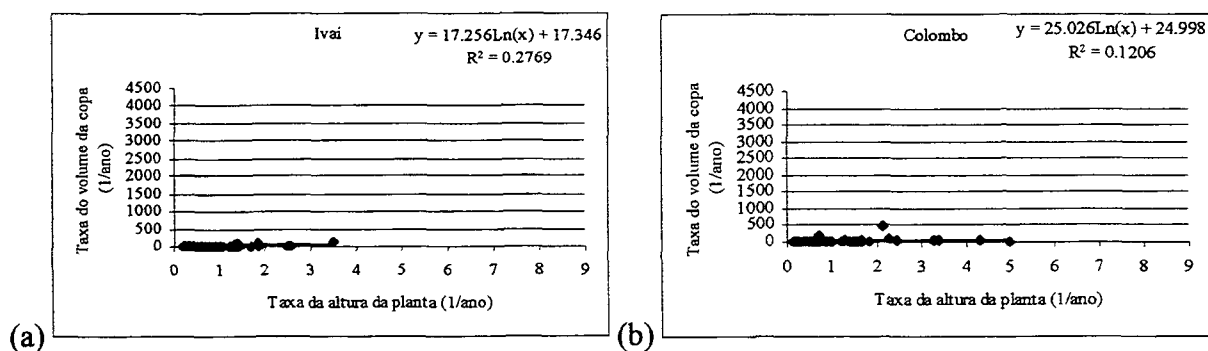 Ivaí y = 17.256Ln(x) + 17.346
R² = 0.2769
Taxa do volume da copa
(1/ano)
4500
4000
3500
3000
2500
2000
1500
1000
500
0
0 1 2 3 4 5 6 7 8 9
Taxa da altura da planta (1/ano)
(a)
Colombo y = 25.026Ln(x) + 24.998
R² = 0.1206
Taxa do volume da copa
(1/ano)
4500
4000
3500
3000
2500
2000
1500
1000
500
0
0 1 2 3 4 5 6 7 8 9
Taxa da altura da planta (1/ano)
(b)